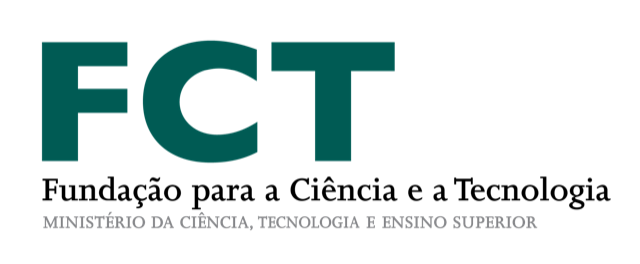 FCT
Fundação para a Ciência e a Tecnologia
MINISTÉRIO DA CIÊNCIA, TECNOLOGIA E ENSINO SUPERIOR